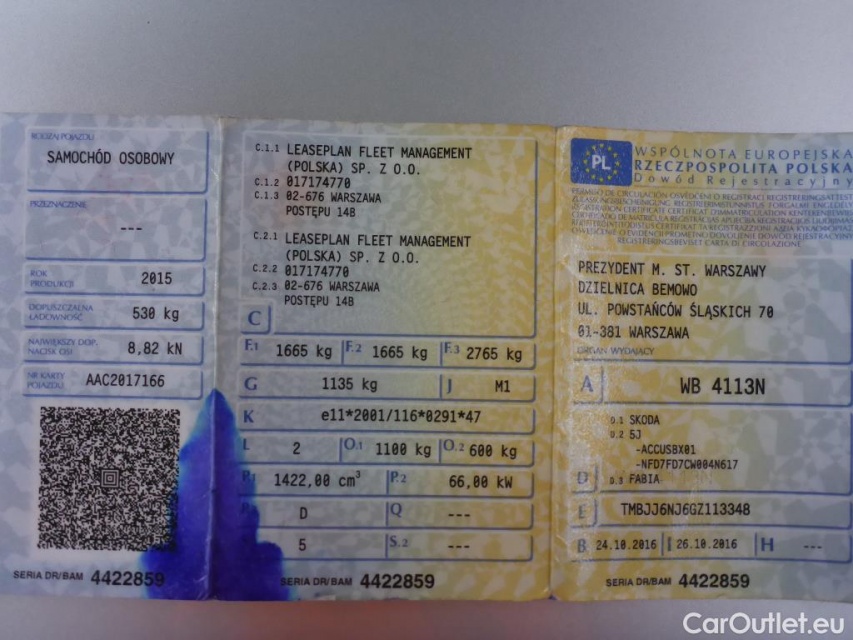 RODZAJ POJAZDU
SAMOCHÓD OSOBOWY
PRZEZNACZENIE
---
ROK PRODUKCJI
2015
DOPUSZCZALNA ŁADOWNOŚĆ
530 kg
NAJWIĘKSZY DOP. NACISK OSI
8,82 kN
NR KARTY POJAZDU
AAC2017166
SERIA DR/BAM 4422859
C.1.1 LEASEPLAN FLEET MANAGEMENT
(POLSKA) SP. Z O.O.
C.1.2 017174770
C.1.3 02-676 WARSZAWA
POSTĘPU 14B
C.2.1 LEASEPLAN FLEET MANAGEMENT
(POLSKA) SP. Z O.O.
C.2.2 017174770
C.2.3 02-676 WARSZAWA
POSTĘPU 14B
C
F.1 1665 kg F.2 1665 kg F.3 2765 kg
G 1135 kg J M1
K e11*2001/116*0291*47
L 2 O.1 1100 kg O.2 600 kg
P.1 1422,00 cm³ P.2 66,00 kW
D Q ---
5 S.2 ---
SERIA DR/BAM 4422859
PL
WSPÓLNOTA EUROPEJSKA
RZECZPOSPOLITA POLSKA
Dowód Rejestracyjny
PREZYDENT M. ST. WARSZAWY
DZIELNICA BEMOWO
UL. POWSTAŃCÓW ŚLĄSKICH 70
01-381 WARSZAWA
ORGAN WYDAJĄCY
A WB 4113N
D.1 SKODA
D.2 5J
-ACCUSBX01
-NFD7FD7CW004N617
D D.3 FABIA
E TMBJJ6NJ6GZ113348
B 24.10.2016 I 26.10.2016 H ---
SERIA DR/BAM 4422859
CarOutlet.eu